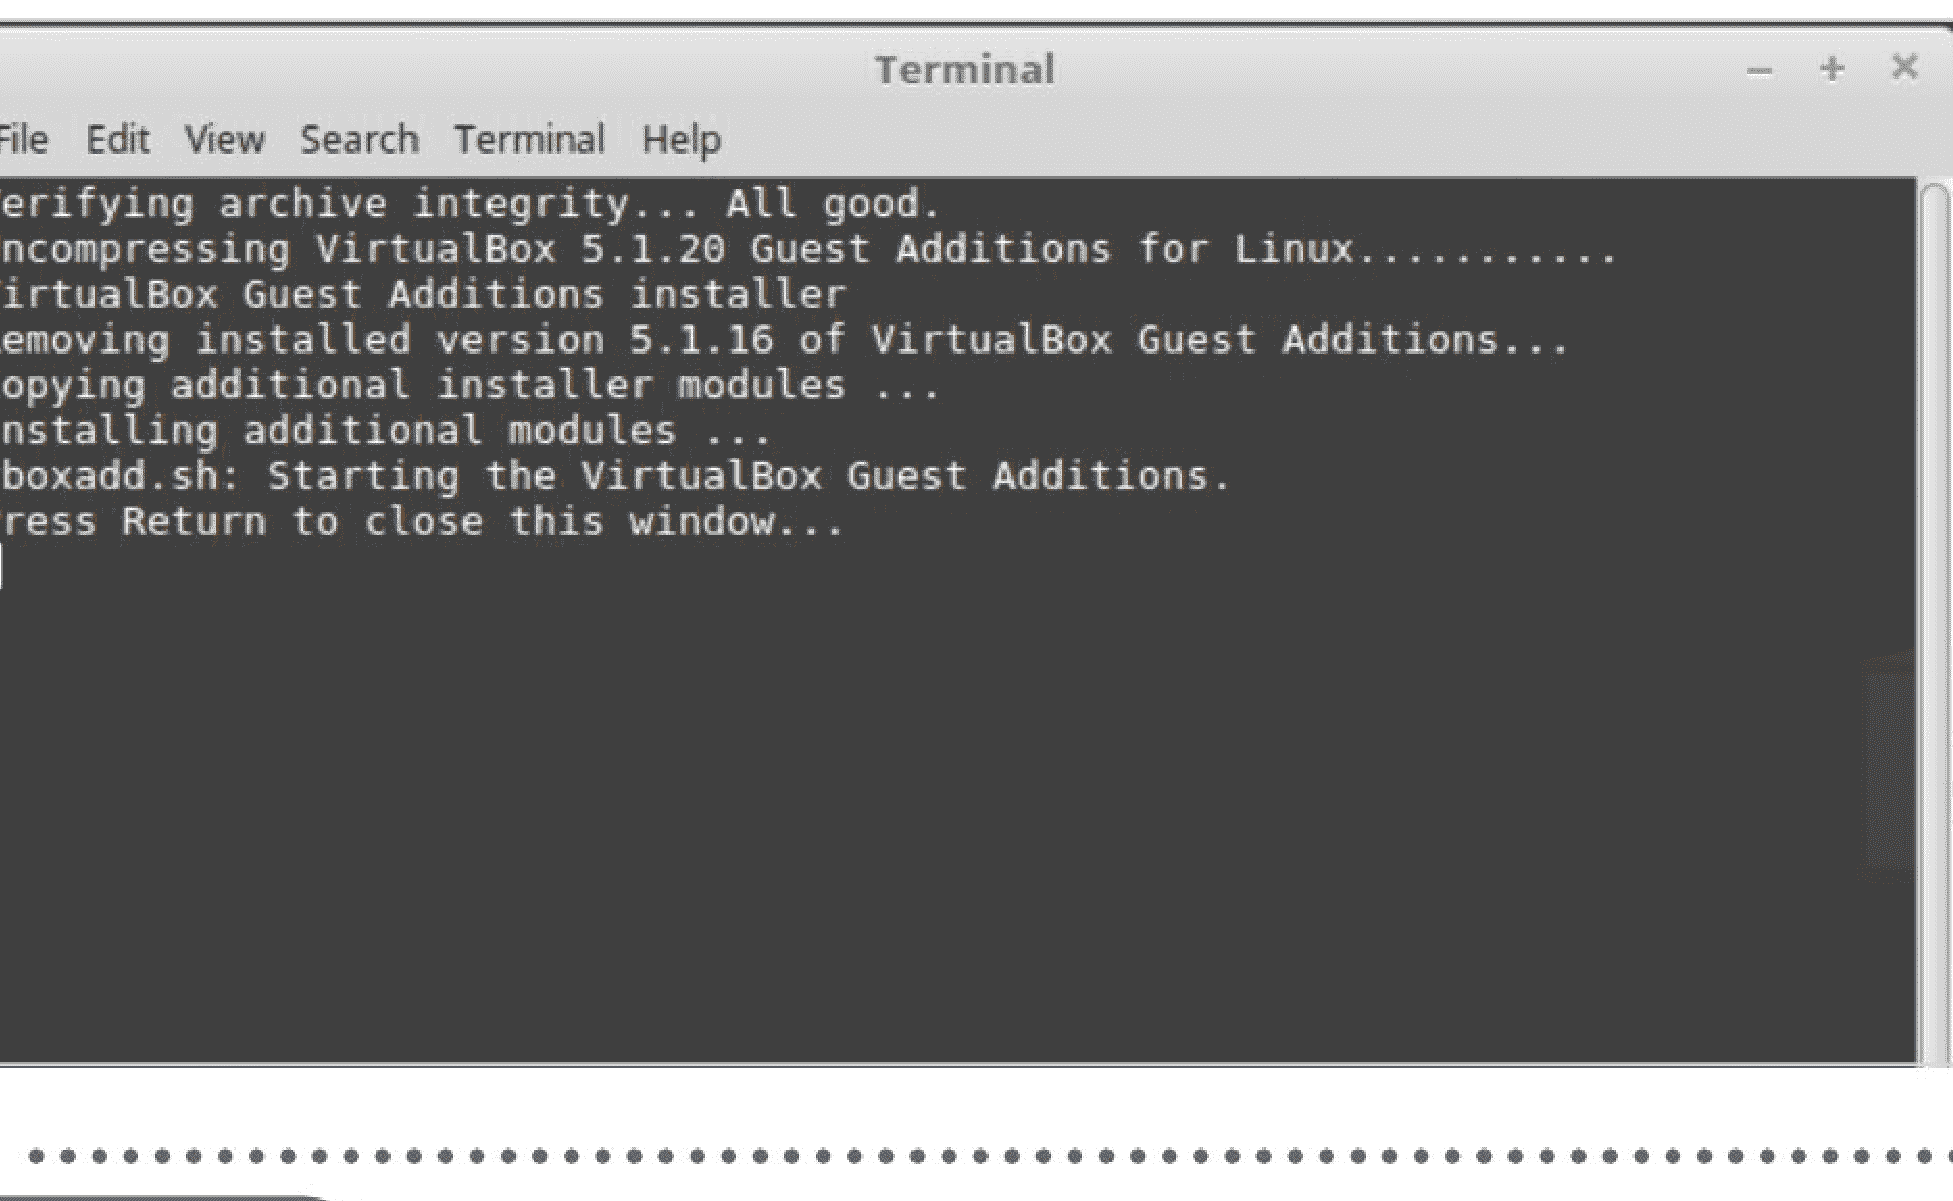 Terminal
File Edit View Search Terminal Help
erifying archive integrity... All good.
ncompressing VirtualBox 5.1.20 Guest Additions for Linux...........
irtualBox Guest Additions installer
emoving installed version 5.1.16 of VirtualBox Guest Additions...
opying additional installer modules ...
nstalling additional modules ...
boxadd.sh: Starting the VirtualBox Guest Additions.
ress Return to close this window...